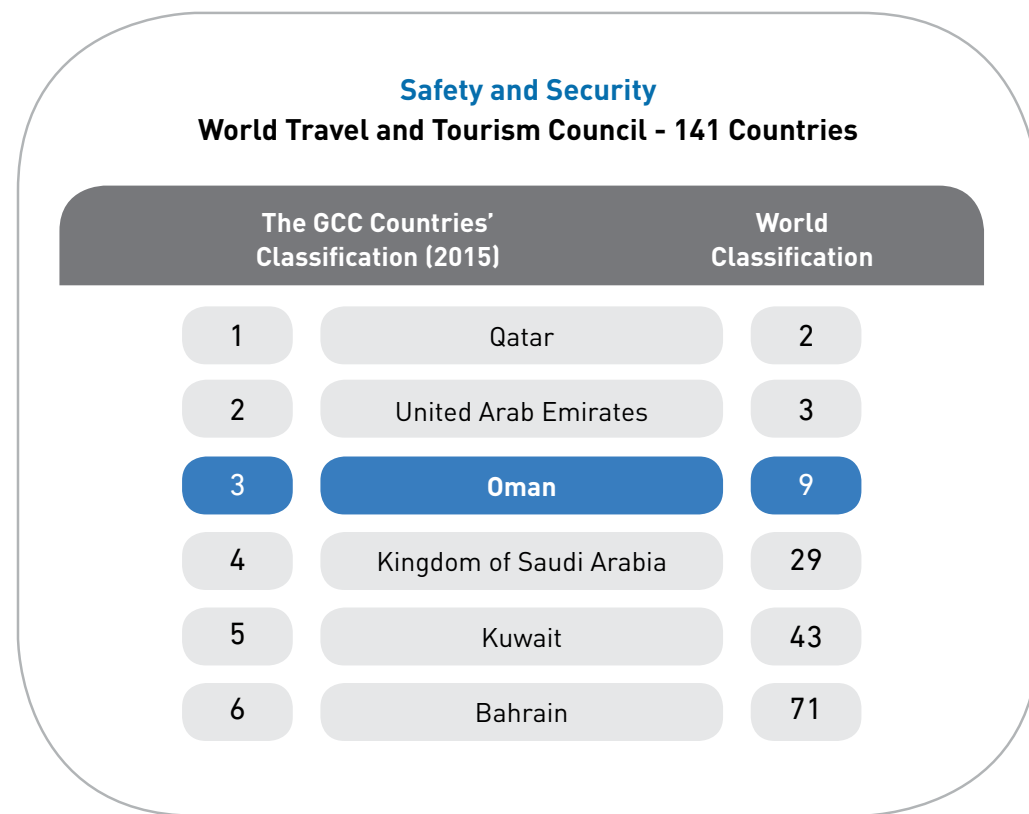 Safety and Security
World Travel and Tourism Council - 141 Countries
The GCC Countries’ World
Classification (2015) Classification
1 Qatar 2
2 United Arab Emirates 3
3 Oman 9
4 Kingdom of Saudi Arabia 29
5 Kuwait 43
6 Bahrain 71